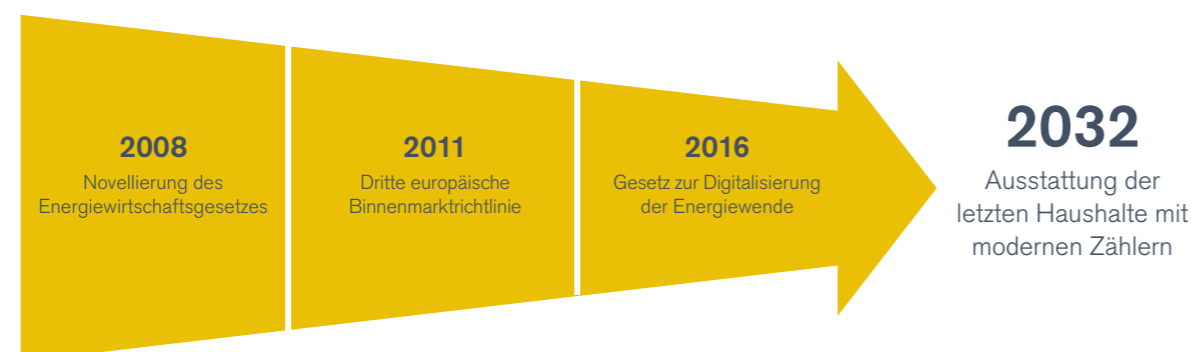 2008
Novellierung des
Energiewirtschaftsgesetzes
2011
Dritte europäische
Binnenmarktrichtlinie
2016
Gesetz zur Digitalisierung
der Energiewende
2032
Ausstattung der
letzten Haushalte mit
modernen Zählern